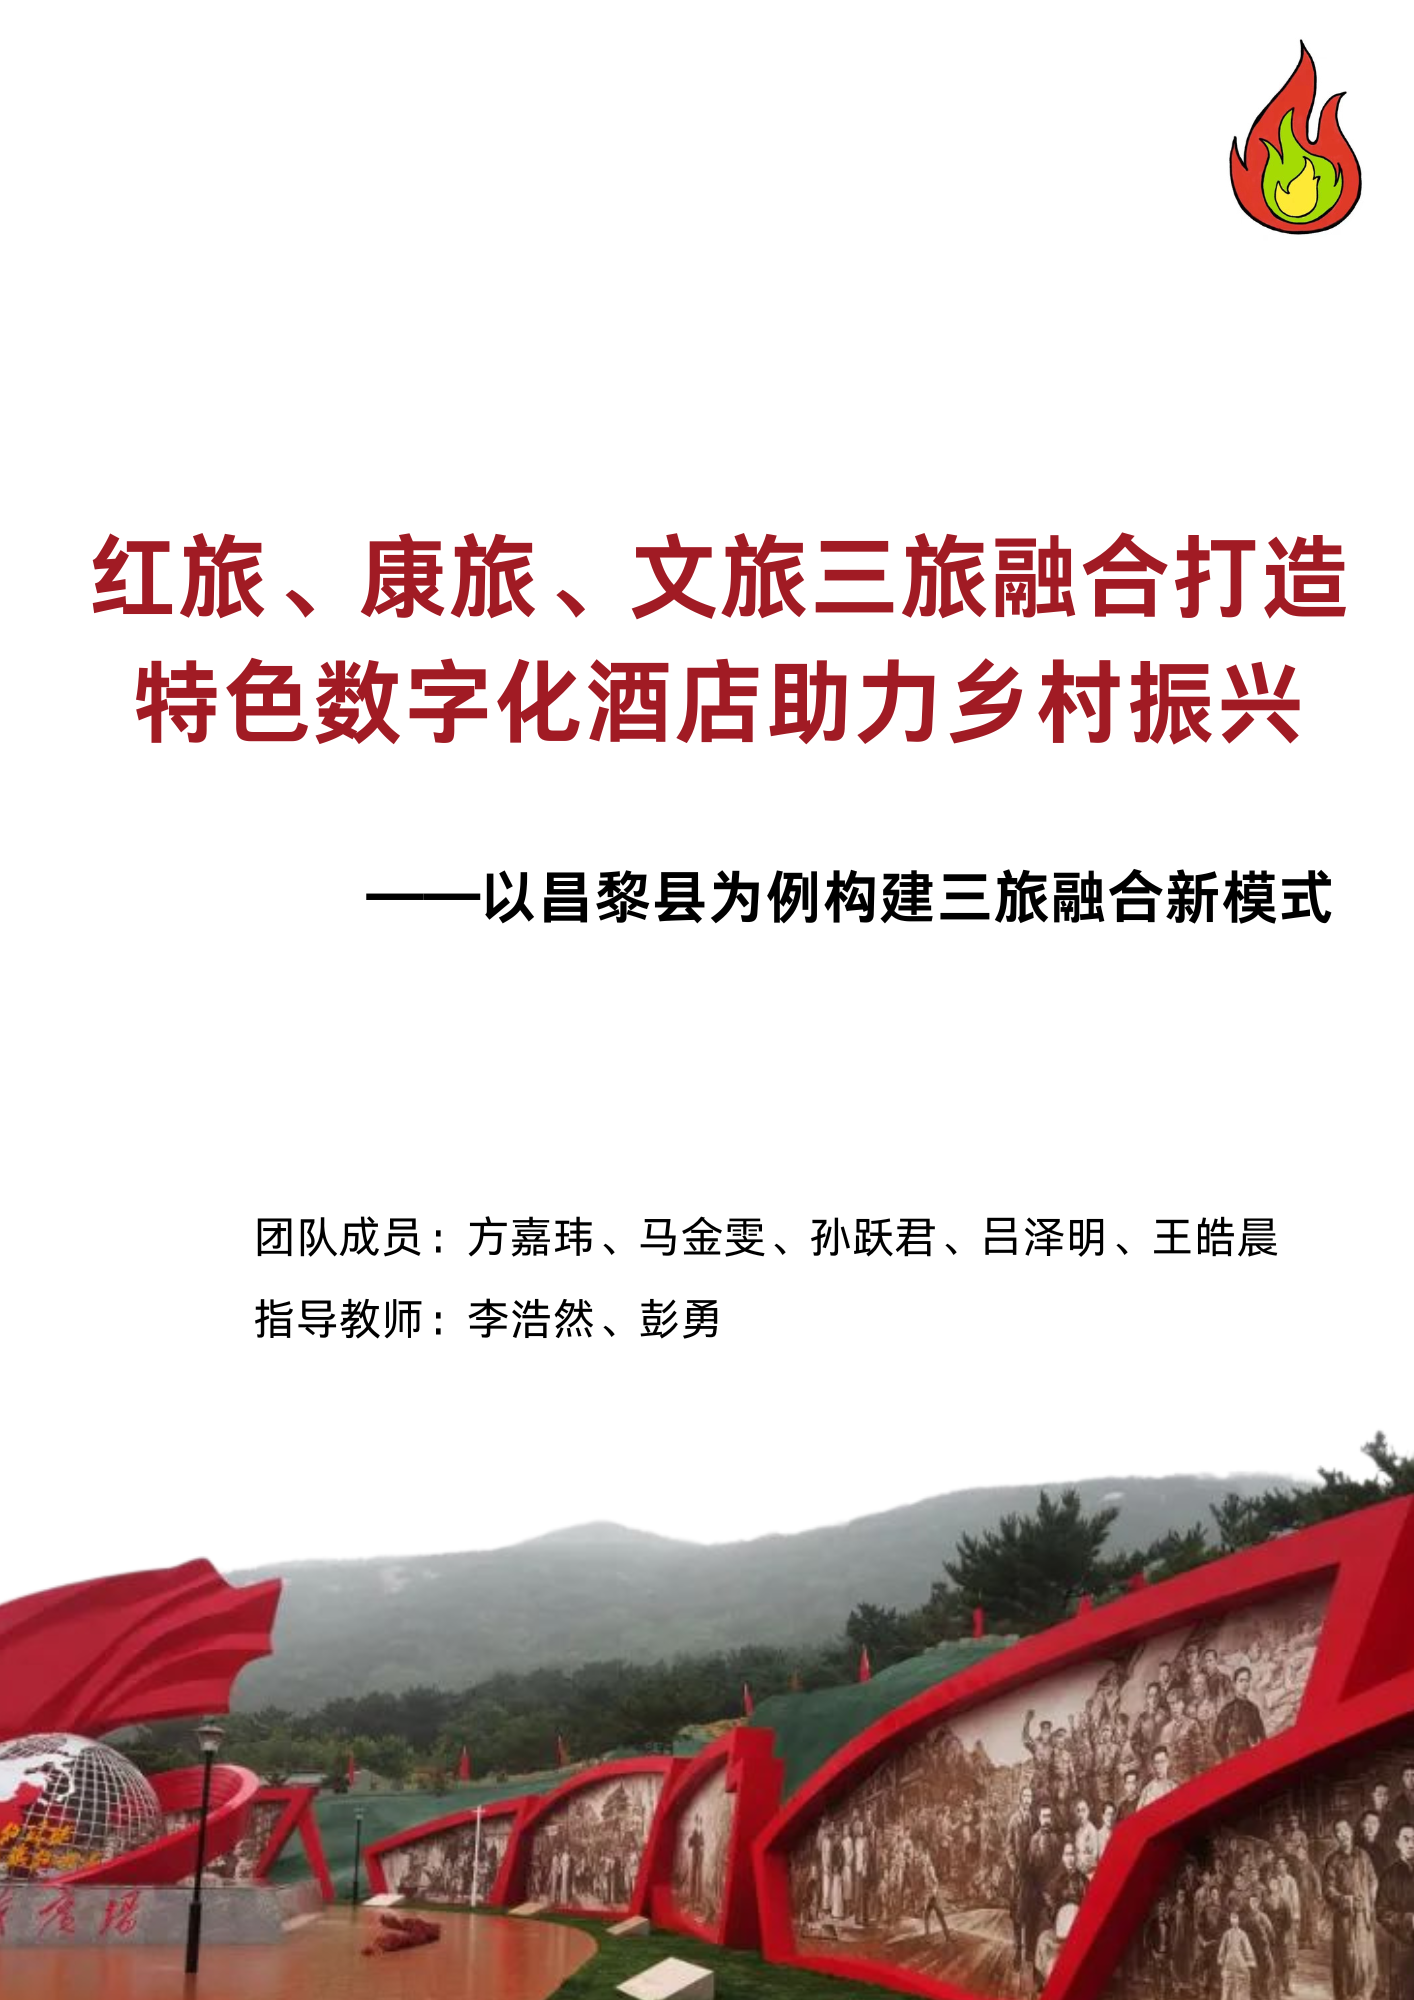 红旅、康旅、文旅三旅融合打造
特色数字化酒店助力乡村振兴
——以昌黎县为例构建三旅融合新模式
团队成员：方嘉玮、马金雯、孙跃君、吕泽明、王皓晨
指导教师：李浩然、彭勇
广场